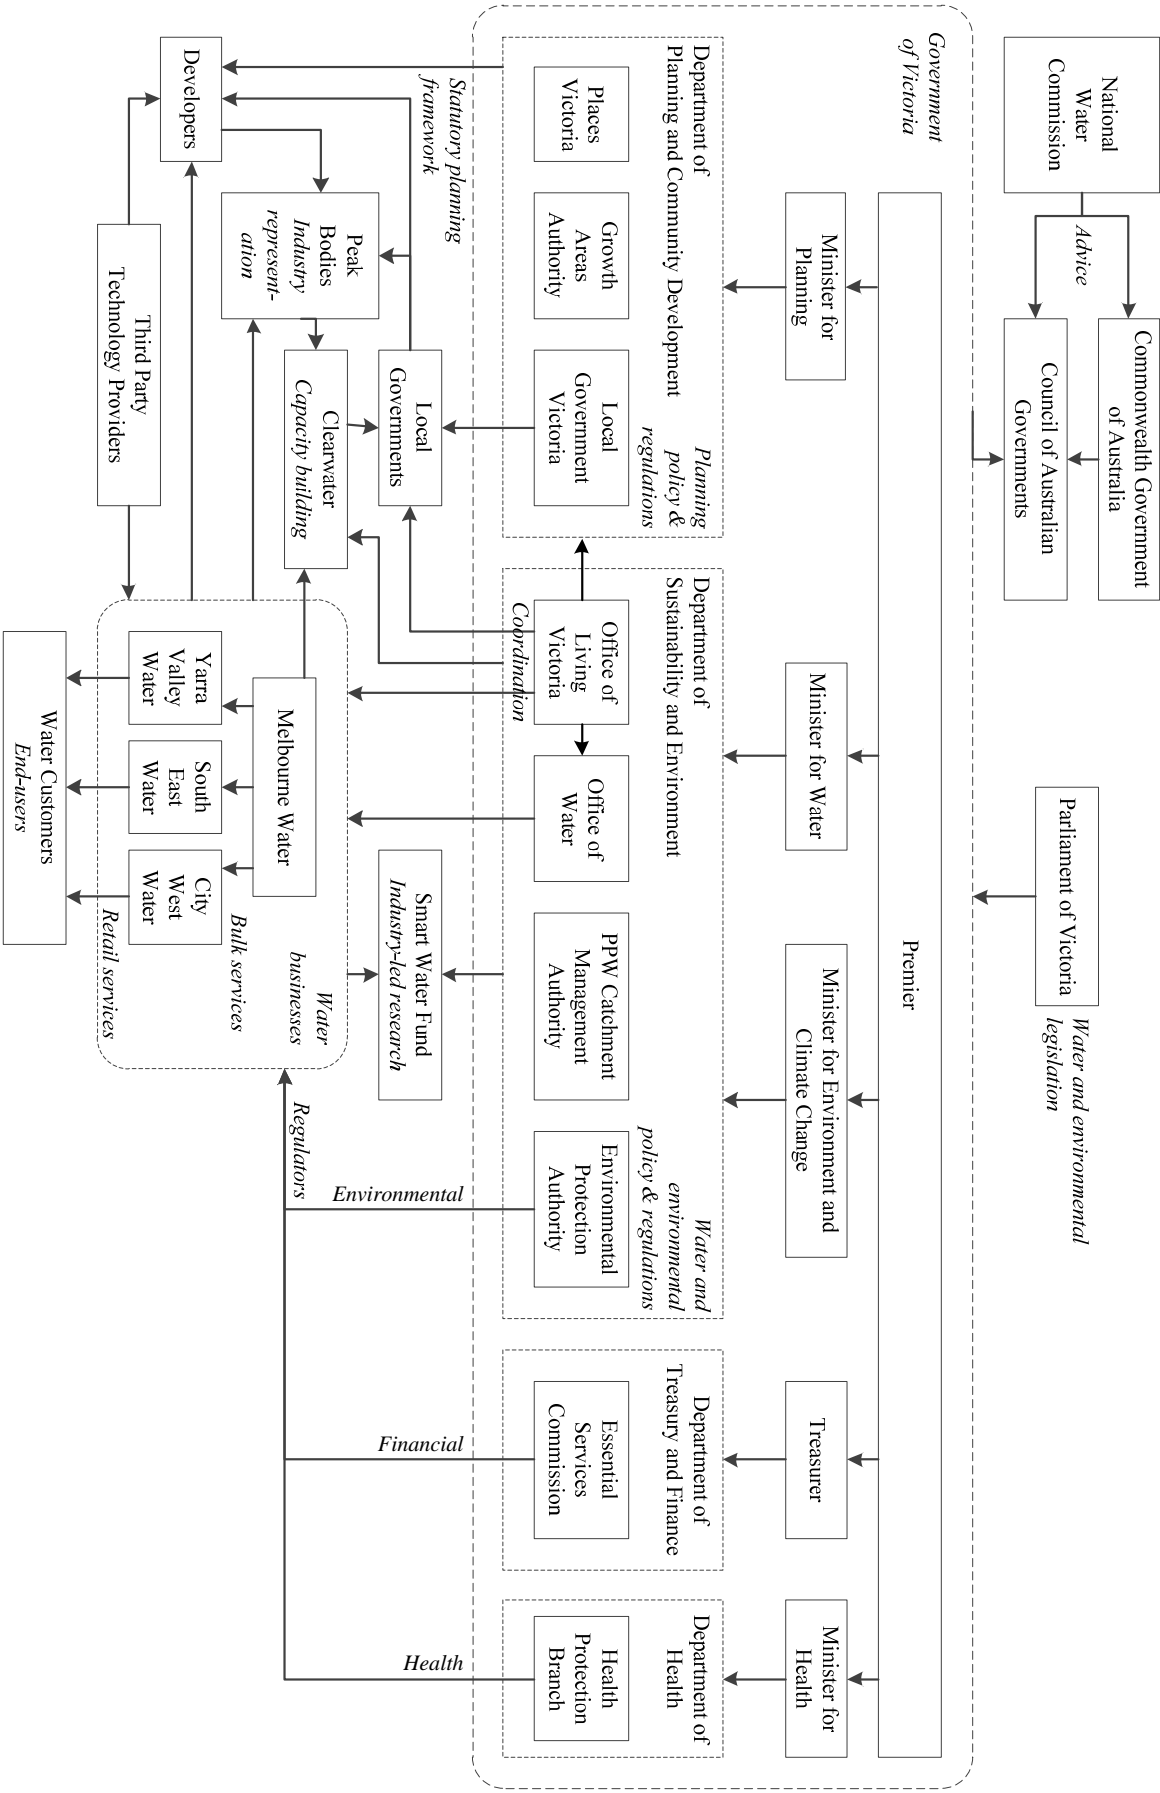 National
Water
Commission
Advice
Commonwealth Government
of Australia
Council of Australian
Governments
Parliament of Victoria
Water and environmental
legislation
Government
of Victoria
Premier
Minister for
Planning
Minister for Water
Minister for Environment and
Climate Change
Treasurer
Minister for
Health
Department of
Planning and Community Development
Planning
policy &
regulations
Places
Victoria
Growth
Areas
Authority
Local
Government
Victoria
Department of
Sustainability and Environment
Water and
environmental
policy & regulations
Office of
Living
Victoria
Office of
Water
PPW Catchment
Management
Authority
Environmental
Protection
Authority
Department of
Treasury and Finance
Essential
Services
Commission
Department of
Health
Health
Protection
Branch
Statutory planning
framework
Coordination
Environmental
Financial
Health
Regulators
Developers
Peak
Bodies
Industry
represent-
ation
Local
Governments
Clearwater
Capacity building
Smart Water Fund
Industry-led research
Third Party
Technology Providers
Water
businesses
Melbourne Water
Bulk services
Yarra
Valley
Water
South
East
Water
City
West
Water
Retail services
Water Customers
End-users